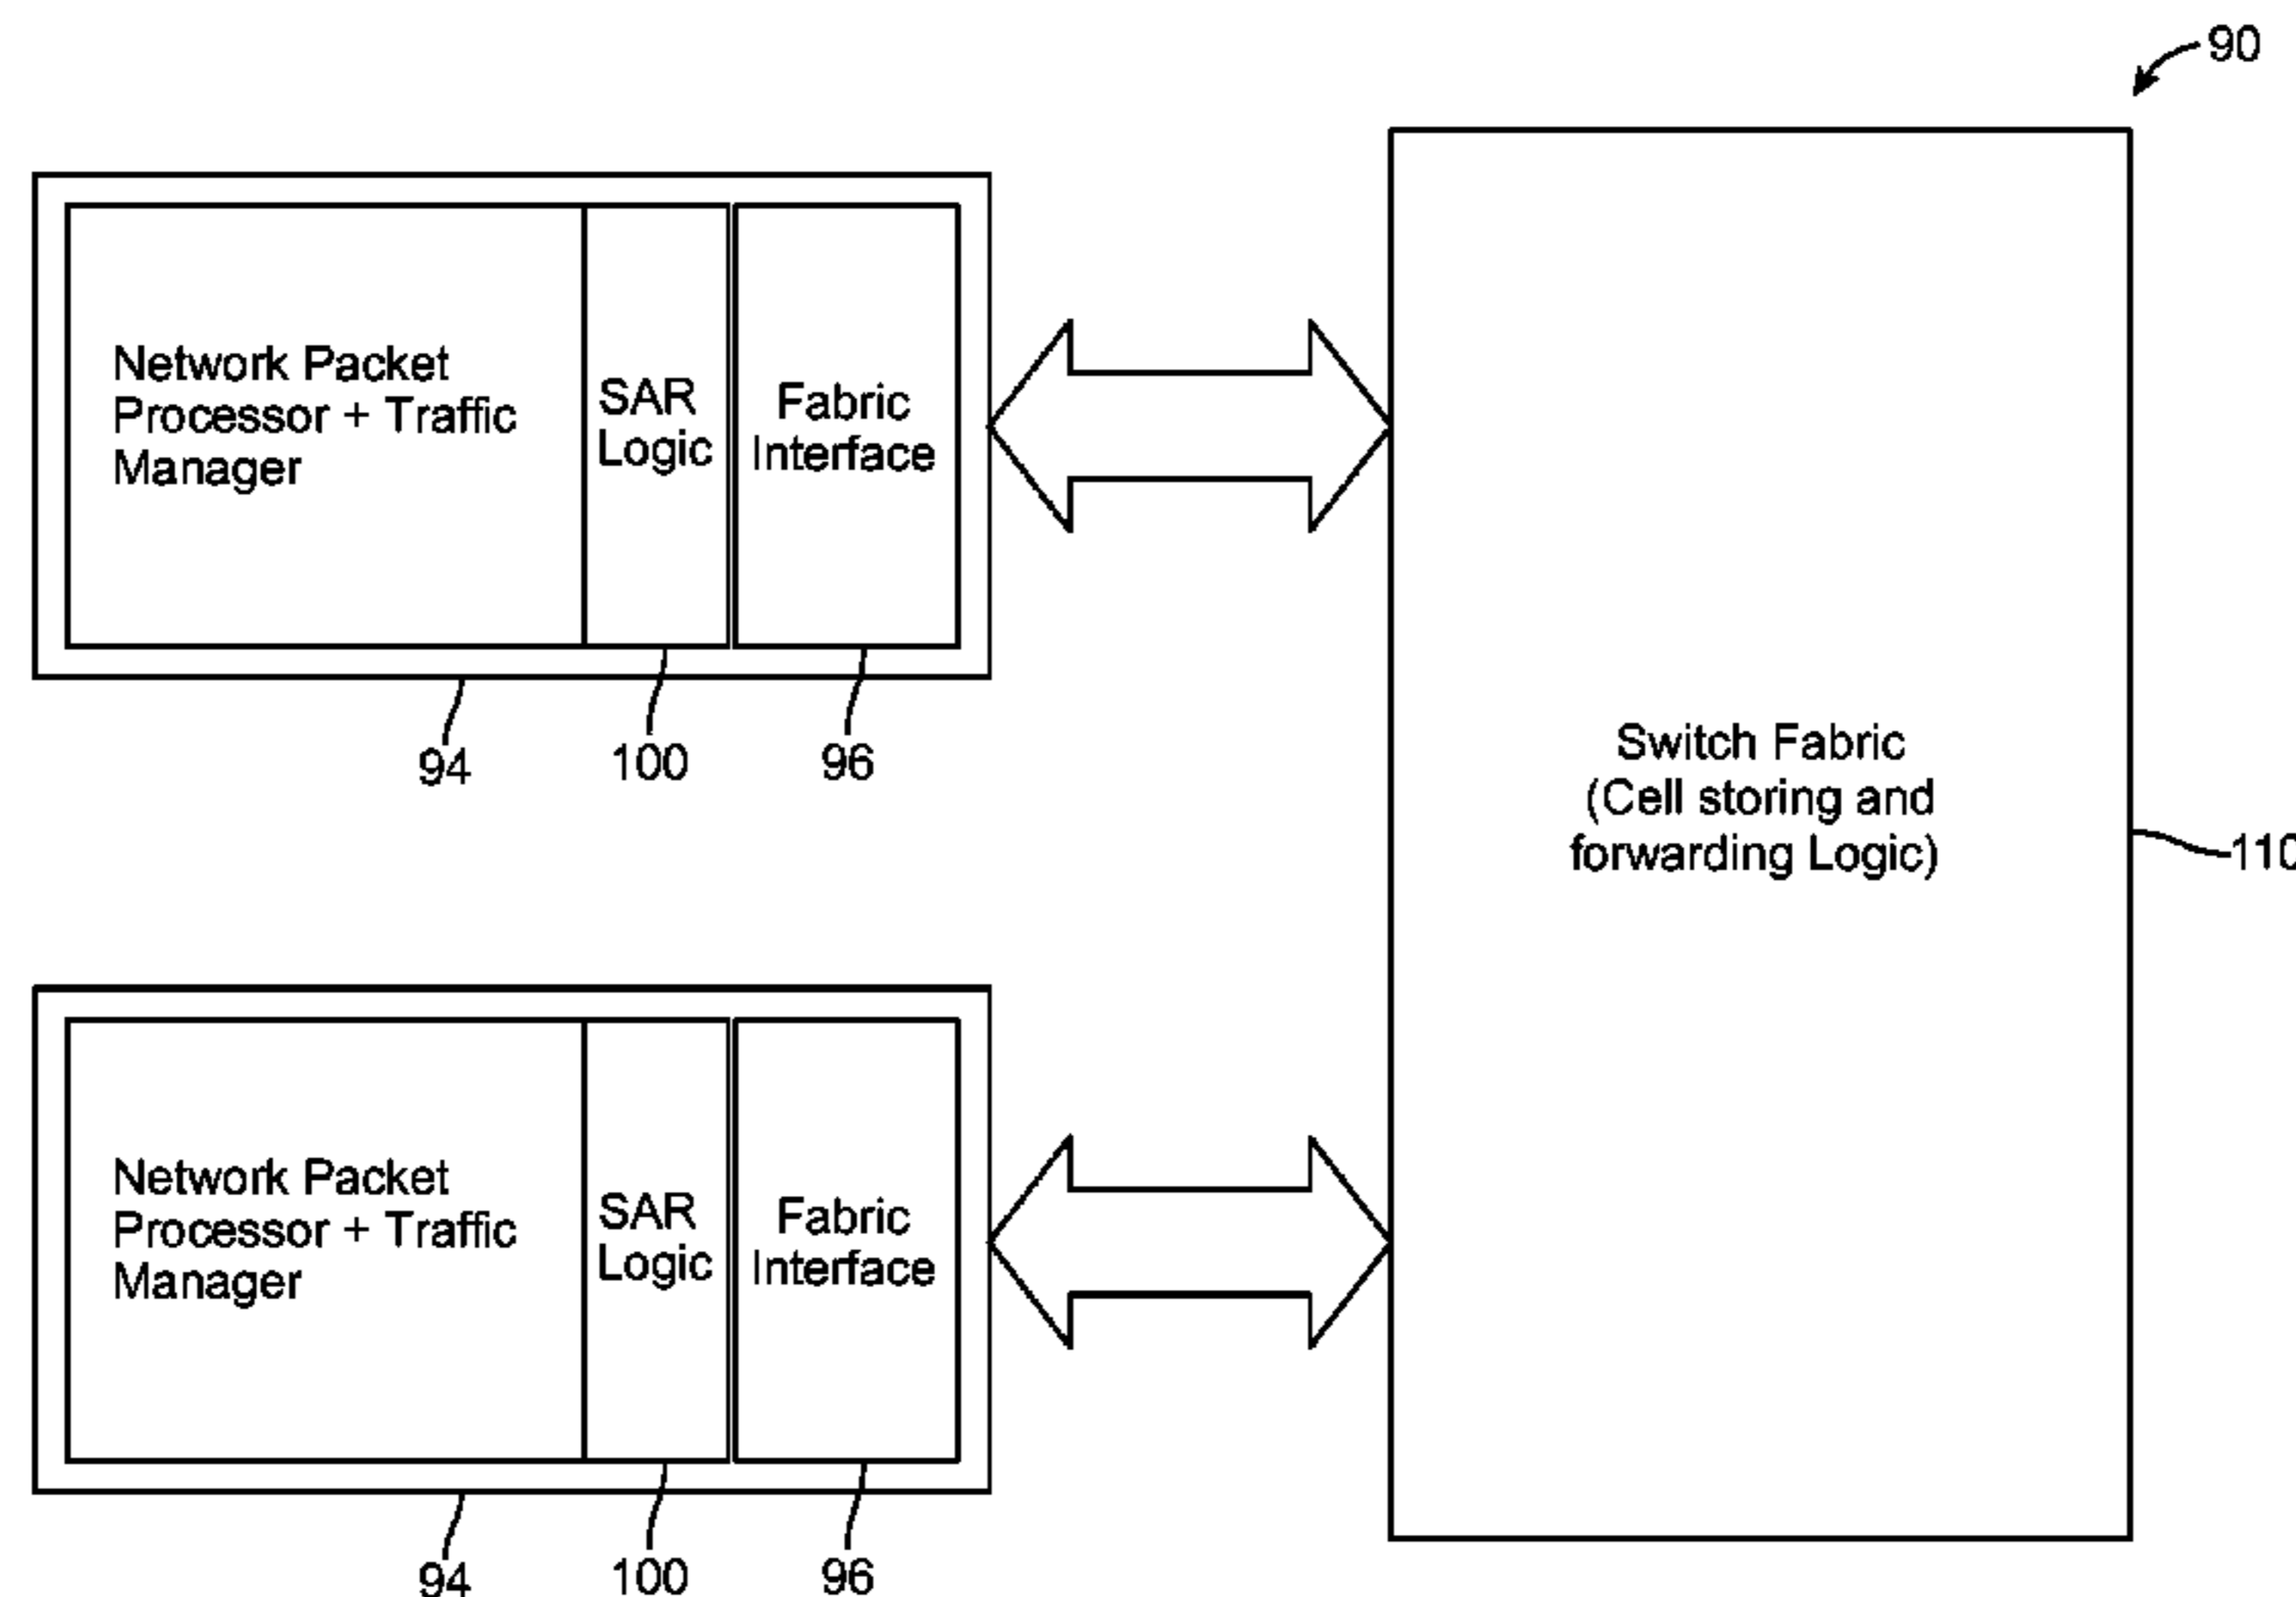 90
Network Packet
Processor + Traffic
Manager
SAR
Logic
Fabric
Interface
94
100
96
Switch Fabric
(Cell storing and
forwarding Logic)
110
Network Packet
Processor + Traffic
Manager
SAR
Logic
Fabric
Interface
94
100
96